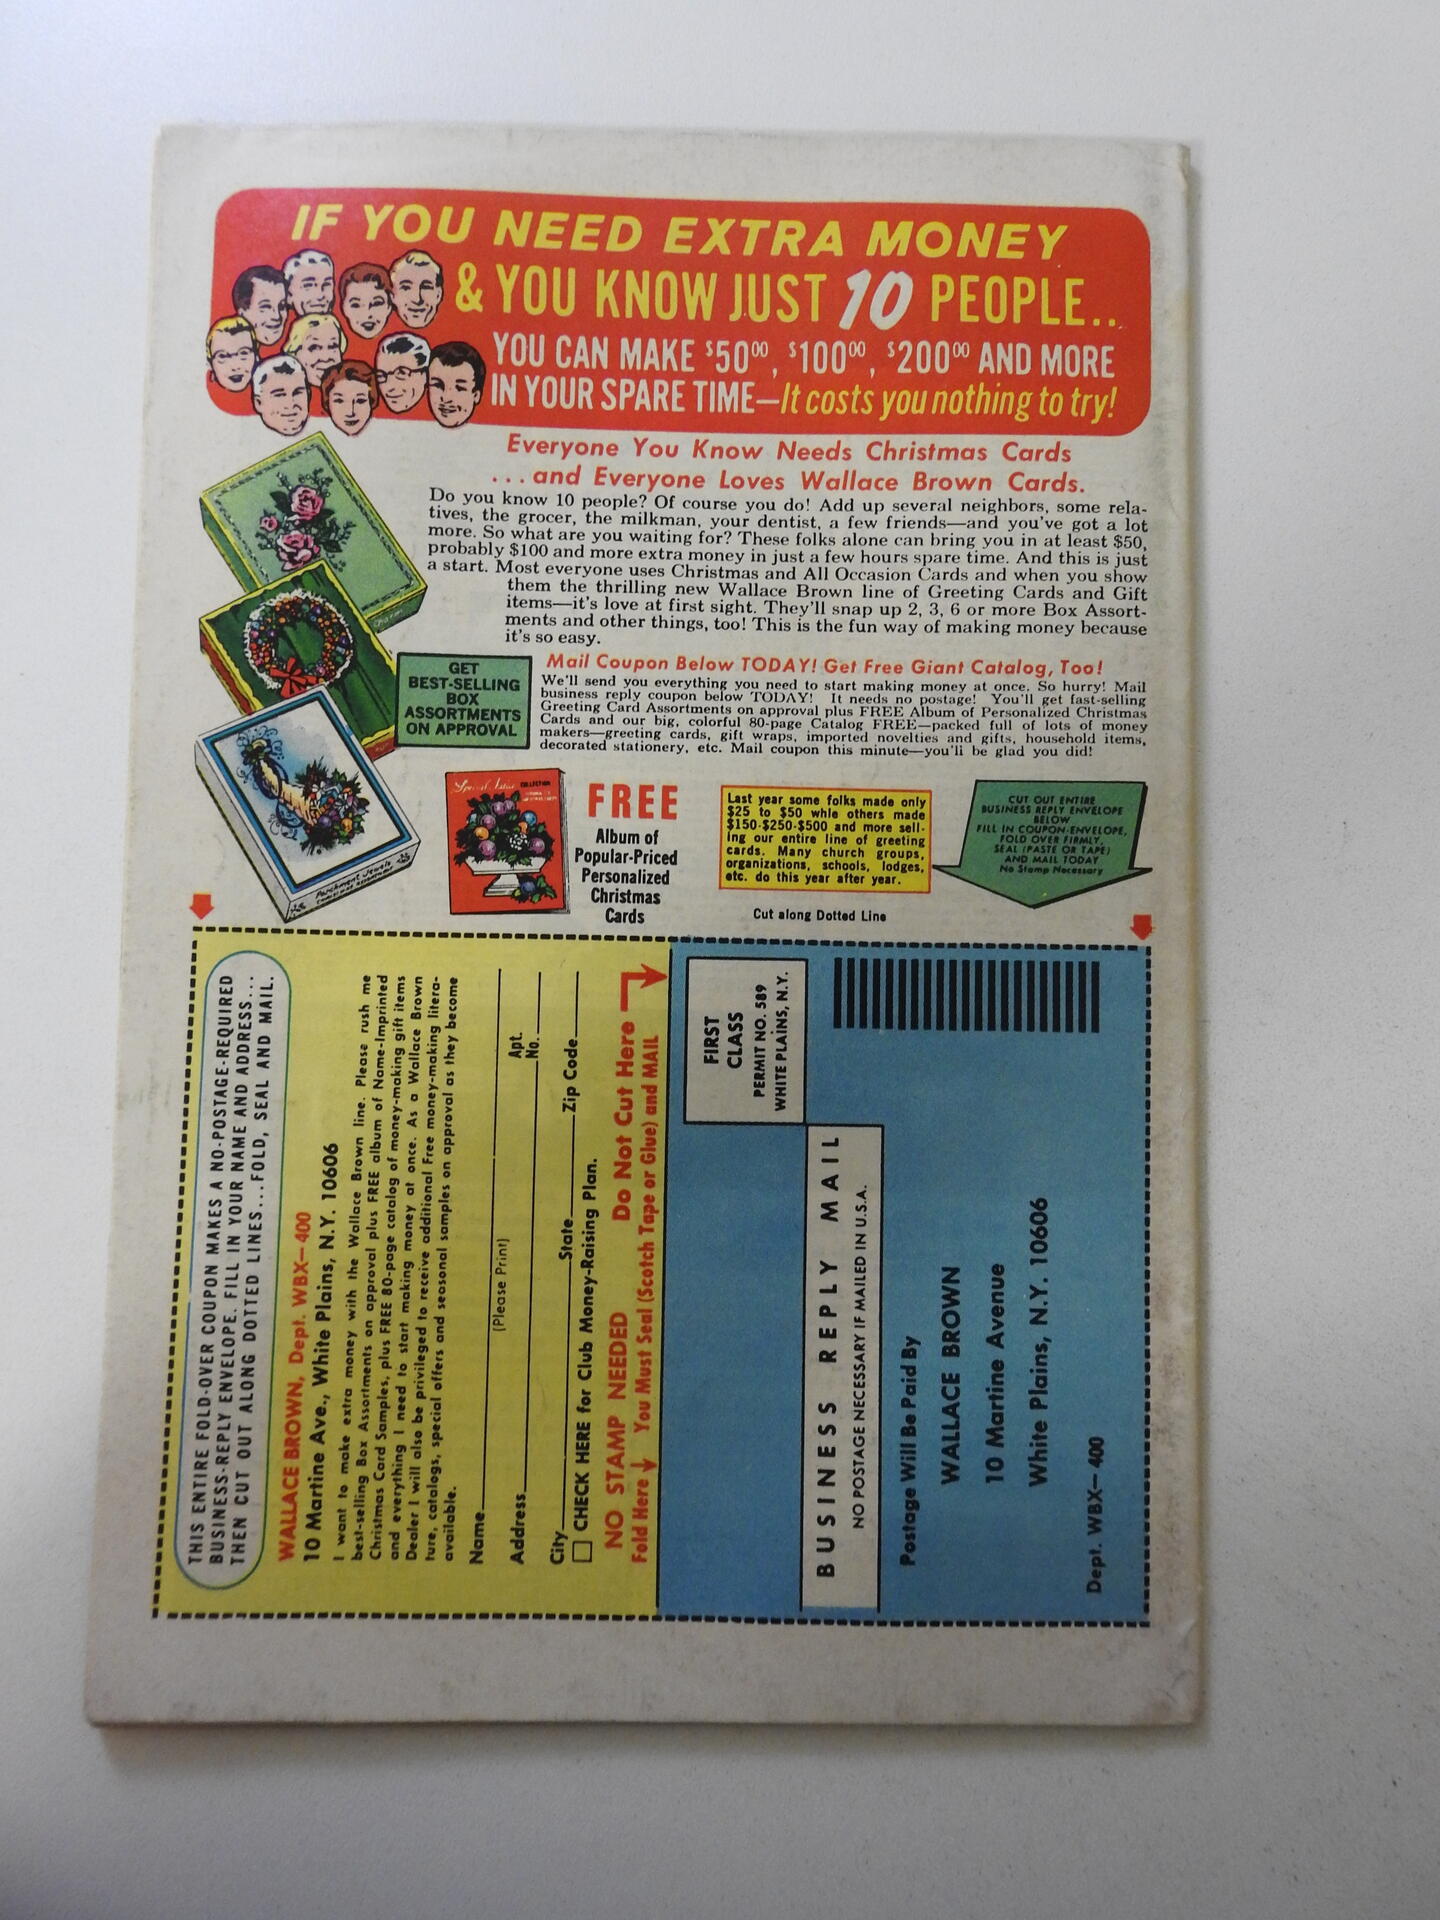 IF YOU NEED EXTRA MONEY
& YOU KNOW JUST 10 PEOPLE..
YOU CAN MAKE $50⁰⁰, $100⁰⁰, $200⁰⁰ AND MORE
IN YOUR SPARE TIME—It costs you nothing to try!
Everyone You Know Needs Christmas Cards
...and Everyone Loves Wallace Brown Cards.
Do you know 10 people? Of course you do! Add up several neighbors, some rela-
tives, the grocer, the milkman, your dentist, a few friends—and you've got a lot
more. So what are you waiting for? These folks alone can bring you in at least $50,
probably $100 and more extra money in just a few hours spare time. And this is just
a start. Most everyone uses Christmas and All Occasion Cards and when you show
them the thrilling new Wallace Brown line of Greeting Cards and Gift
items—it's love at first sight. They'll snap up 2, 3, 6 or more Box Assort-
ments and other things, too! This is the fun way of making money because
it's so easy.
GET
BEST-SELLING
BOX
ASSORTMENTS
ON APPROVAL
Mail Coupon Below TODAY! Get Free Giant Catalog, Too!
We'll send you everything you need to start making money at once. So hurry! Mail
business reply coupon below TODAY! It needs no postage! You'll get fast-selling
Greeting Card Assortments on approval plus FREE Album of Personalized Christmas
Cards and our big, colorful 80-page Catalog FREE—packed full of lots of money
makers—greeting cards, gift wraps, imported novelties and gifts, household items,
decorated stationery, etc. Mail coupon this minute—you'll be glad you did!
Charm
Parchment Jewels
Special Issue COLLECTION
FREE
Album of
Popular-Priced
Personalized
Christmas
Cards
Last year some folks made only
$25 to $50 whle others made
$150-$250-$500 and more sell-
ing our entire line of greeting
cards. Many church groups,
organizations, schools, lodges,
etc. do this year after year.
CUT OUT ENTIRE
BUSINESS REPLY ENVELOPE
BELOW
FILL IN COUPON-ENVELOPE,
FOLD OVER FIRMLY,
SEAL (PASTE OR TAPE)
AND MAIL TODAY
No Stamp Necessary
Cut along Dotted Line
THIS ENTIRE FOLD-OVER COUPON MAKES A NO-POSTAGE-REQUIRED
BUSINESS-REPLY ENVELOPE. FILL IN YOUR NAME AND ADDRESS...
THEN CUT OUT ALONG DOTTED LINES...FOLD, SEAL AND MAIL.
WALLACE BROWN, Dept. WBX—400
10 Martine Ave., White Plains, N.Y. 10606
I want to make extra money with the Wallace Brown line. Please rush me
best-selling Box Assortments on approval plus FREE album of Name-Imprinted
Christmas Card Samples, plus FREE 80-page catalog of money-making gift items
and everything I need to start making money at once. As a Wallace Brown
Dealer I will also be privileged to receive additional Free money-making litera-
ture, catalogs, special offers and seasonal samples on approval as they become
available.
Name
(Please Print)
Address Apt. No.
City State Zip Code
CHECK HERE for Club Money-Raising Plan.
NO STAMP NEEDED Do Not Cut Here
Fold Here You Must Seal (Scotch Tape or Glue) and MAIL
FIRST
CLASS
PERMIT NO. 589
WHITE PLAINS, N.Y.
BUSINESS REPLY MAIL
NO POSTAGE NECESSARY IF MAILED IN U.S.A.
Postage Will Be Paid By
WALLACE BROWN
10 Martine Avenue
White Plains, N.Y. 10606
Dept. WBX—400